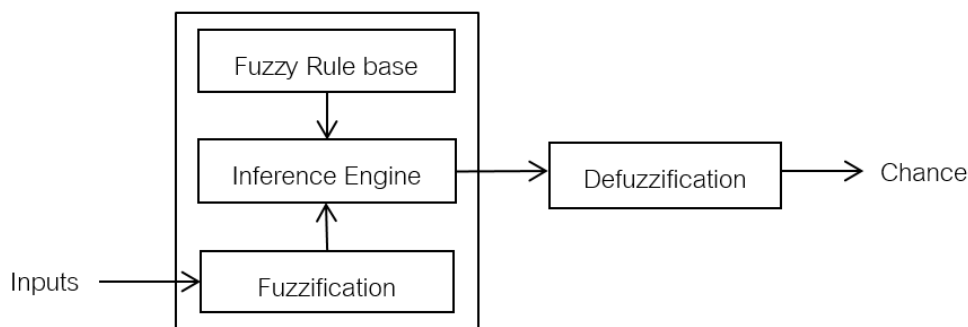 Fuzzy Rule base
Inference Engine
Defuzzification
Chance
Inputs
Fuzzification